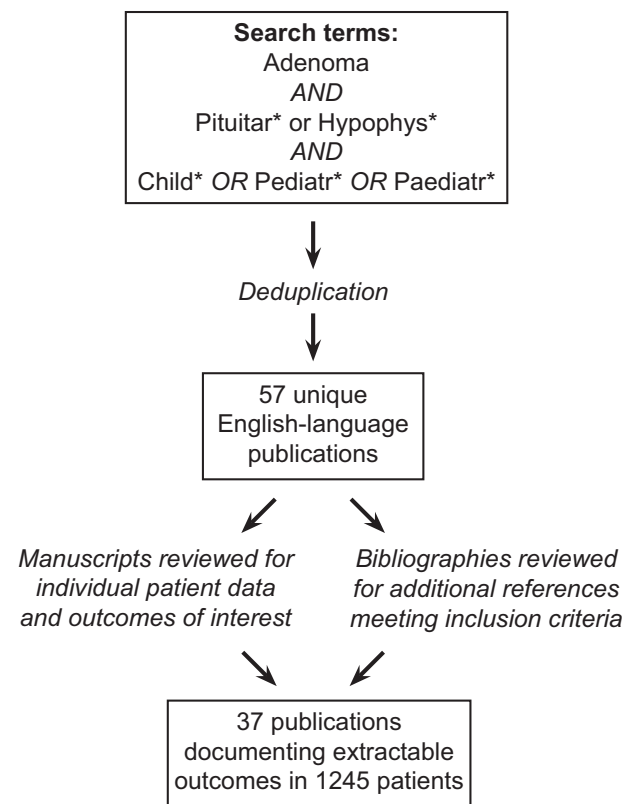 Search terms:
Adenoma
AND
Pituitar* or Hypophys*
AND
Child* OR Pediatr* OR Paediatr*
Deduplication
57 unique
English-language
publications
Manuscripts reviewed for
individual patient data
and outcomes of interest
Bibliographies reviewed
for additional references
meeting inclusion criteria
37 publications
documenting extractable
outcomes in 1245 patients